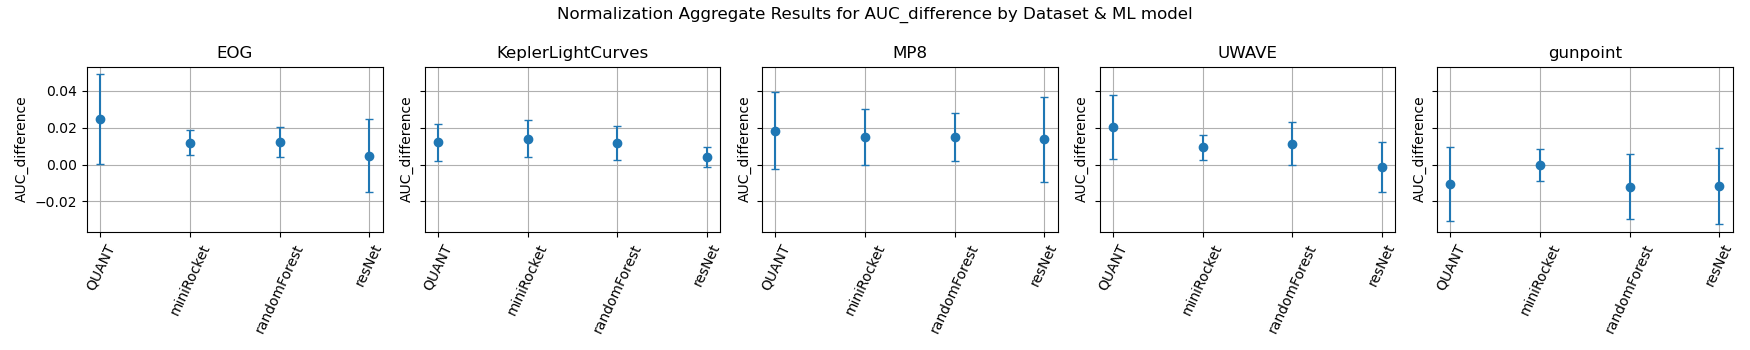 Normalization Aggregate Results for AUC_difference by Dataset & ML model
EOG
KeplerLightCurves
MP8
UWAVE
gunpoint
AUC_difference
0.04
0.02
0.00
−0.02
QUANT
miniRocket
randomForest
resNet
AUC_difference
QUANT
miniRocket
randomForest
resNet
AUC_difference
QUANT
miniRocket
randomForest
resNet
AUC_difference
QUANT
miniRocket
randomForest
resNet
AUC_difference
QUANT
miniRocket
randomForest
resNet